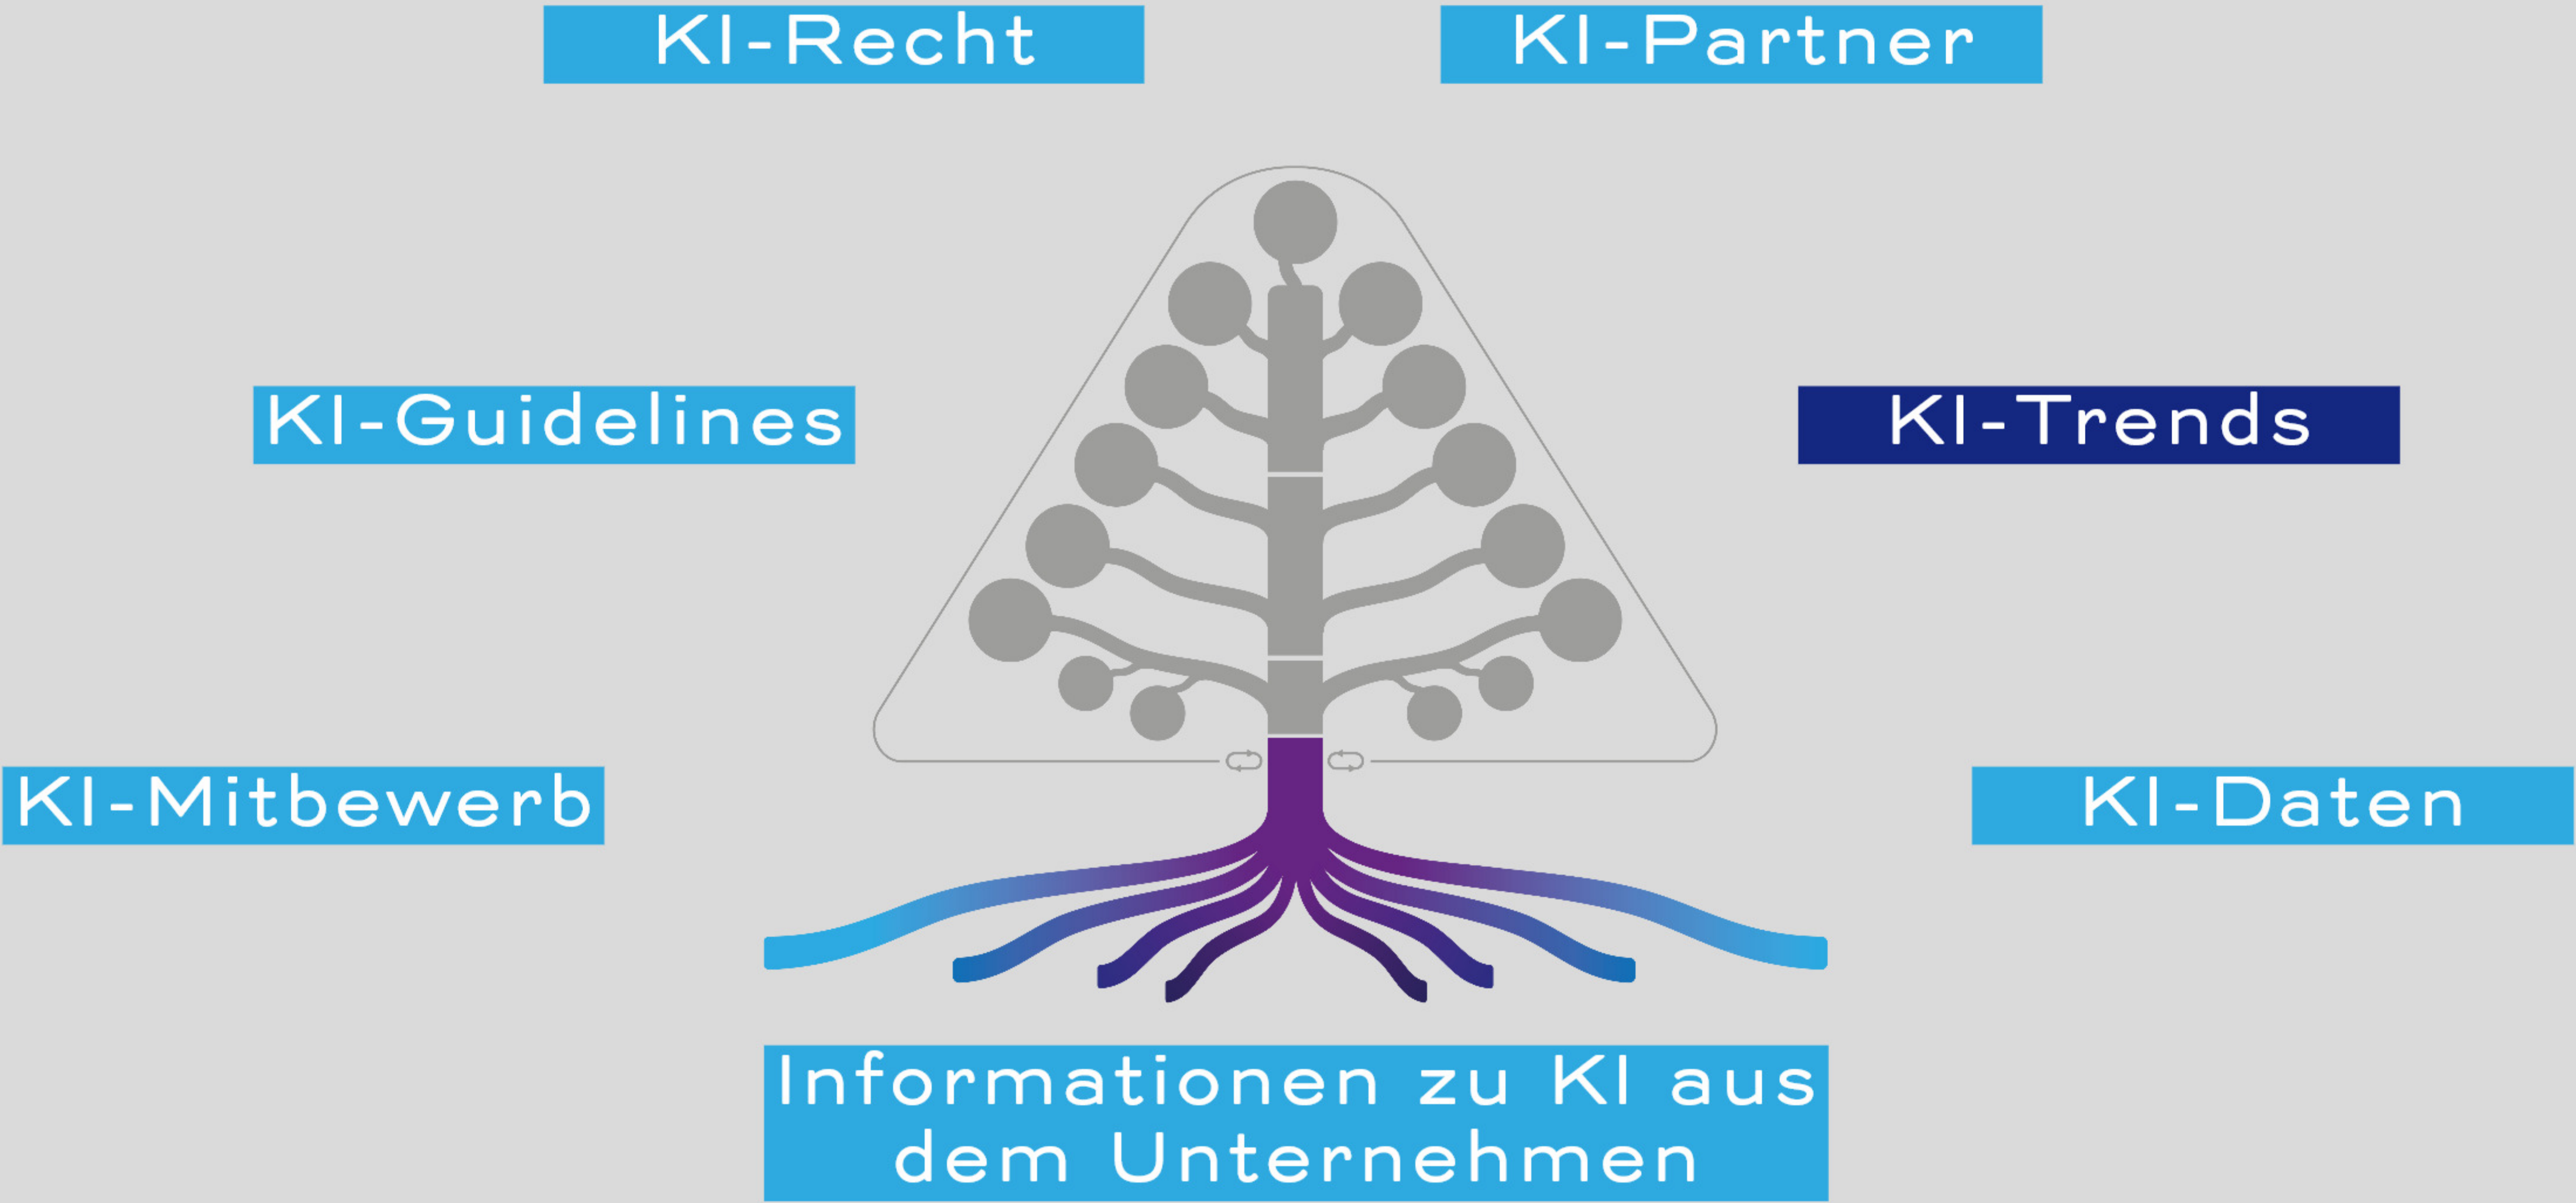 KI-Recht
KI-Partner
KI-Guidelines
KI-Trends
KI-Mitbewerb
KI-Daten
Informationen zu KI aus
dem Unternehmen